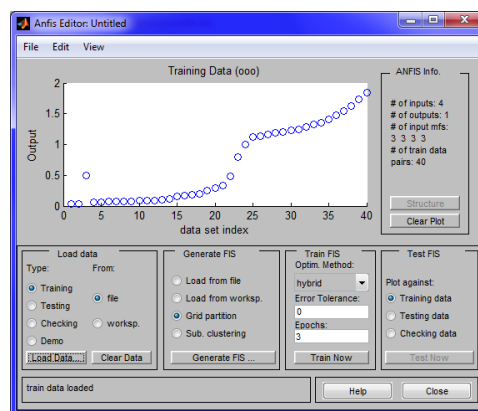 Anfis Editor: Untitled
File Edit View
Training Data (ooo)
ANFIS Info.
2
1.5
1
0.5
0
Output
0 5 10 15 20 25 30 35 40
data set index
# of inputs: 4
# of outputs: 1
# of input mfs:
3 3 3 3
# of train data
pairs: 40
Structure
Clear Plot
Load data
Type: From:
Training
Testing
Checking
Demo
file
worksp.
Load Data...
Clear Data
Generate FIS
Load from file
Load from worksp.
Grid partition
Sub. clustering
Generate FIS ...
Train FIS
Optim. Method:
hybrid
Error Tolerance:
0
Epochs:
3
Train Now
Test FIS
Plot against:
Training data
Testing data
Checking data
Test Now
train data loaded
Help
Close